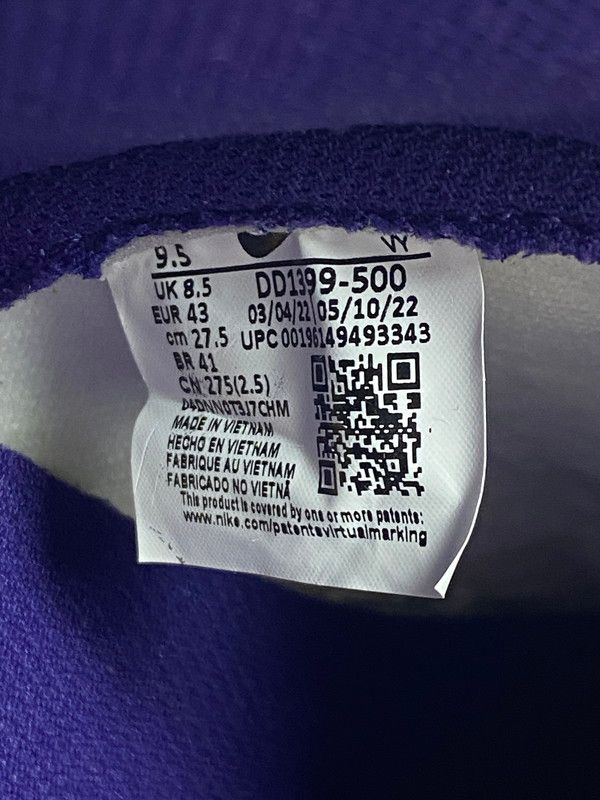 9.5 W
UK 8.5 DD1399-500
EUR 43 03/04/22 05/10/22
cm 27.5 UPC 00196149493343
BR 41
CN 275(2.5)
MADE IN VIETNAM
HECHO EN VIETNAM
FABRIQUE AU VIETNAM
FABRICADO NO VIETNÃ
This product is covered by one or more patents:
www.nike.com/patentsvirtualmarking